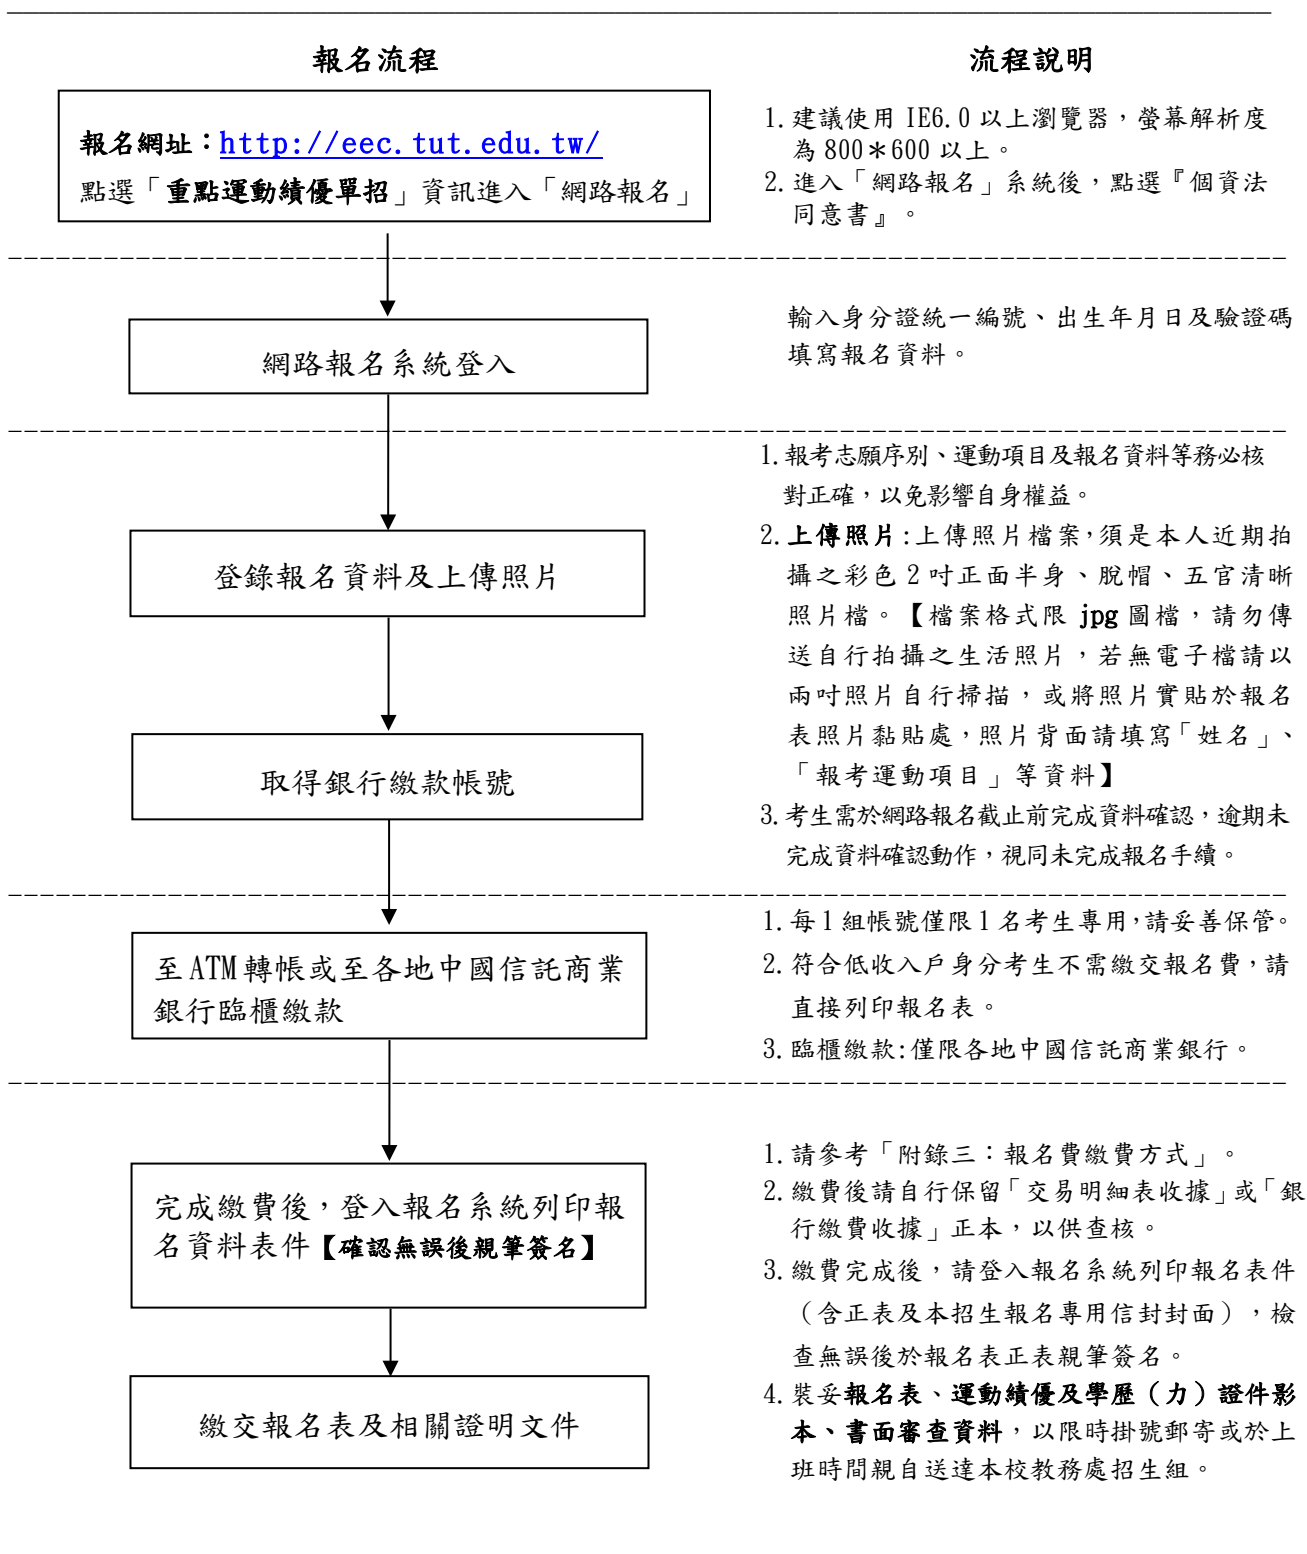 報名流程
流程說明
報名網址：http://eec.tut.edu.tw/
點選「重點運動績優單招」資訊進入「網路報名」
1.建議使用 IE6.0 以上瀏覽器，螢幕解析度
為 800＊600 以上。
2.進入「網路報名」系統後，點選『個資法
同意書』。
網路報名系統登入
輸入身分證統一編號、出生年月日及驗證碼
填寫報名資料。
登錄報名資料及上傳照片
取得銀行繳款帳號
1.報考志願序別、運動項目及報名資料等務必核
對正確，以免影響自身權益。
2.上傳照片:上傳照片檔案，須是本人近期拍
攝之彩色 2 吋正面半身、脫帽、五官清晰
照片檔。【檔案格式限 jpg 圖檔，請勿傳
送自行拍攝之生活照片，若無電子檔請以
兩吋照片自行掃描，或將照片實貼於報名
表照片黏貼處，照片背面請填寫「姓名」、
「報考運動項目」等資料】
3.考生需於網路報名截止前完成資料確認，逾期未
完成資料確認動作，視同未完成報名手續。
至 ATM 轉帳或至各地中國信託商業
銀行臨櫃繳款
1.每 1 組帳號僅限 1 名考生專用，請妥善保管。
2.符合低收入戶身分考生不需繳交報名費，請
直接列印報名表。
3.臨櫃繳款:僅限各地中國信託商業銀行。
完成繳費後，登入報名系統列印報
名資料表件【確認無誤後親筆簽名】
繳交報名表及相關證明文件
1.請參考「附錄三：報名費繳費方式」。
2.繳費後請自行保留「交易明細表收據」或「銀
行繳費收據」正本，以供查核。
3.繳費完成後，請登入報名系統列印報名表件
（含正表及本招生報名專用信封封面），檢
查無誤後於報名表正表親筆簽名。
4.裝妥報名表、運動績優及學歷（力）證件影
本、書面審查資料，以限時掛號郵寄或於上
班時間親自送達本校教務處招生組。